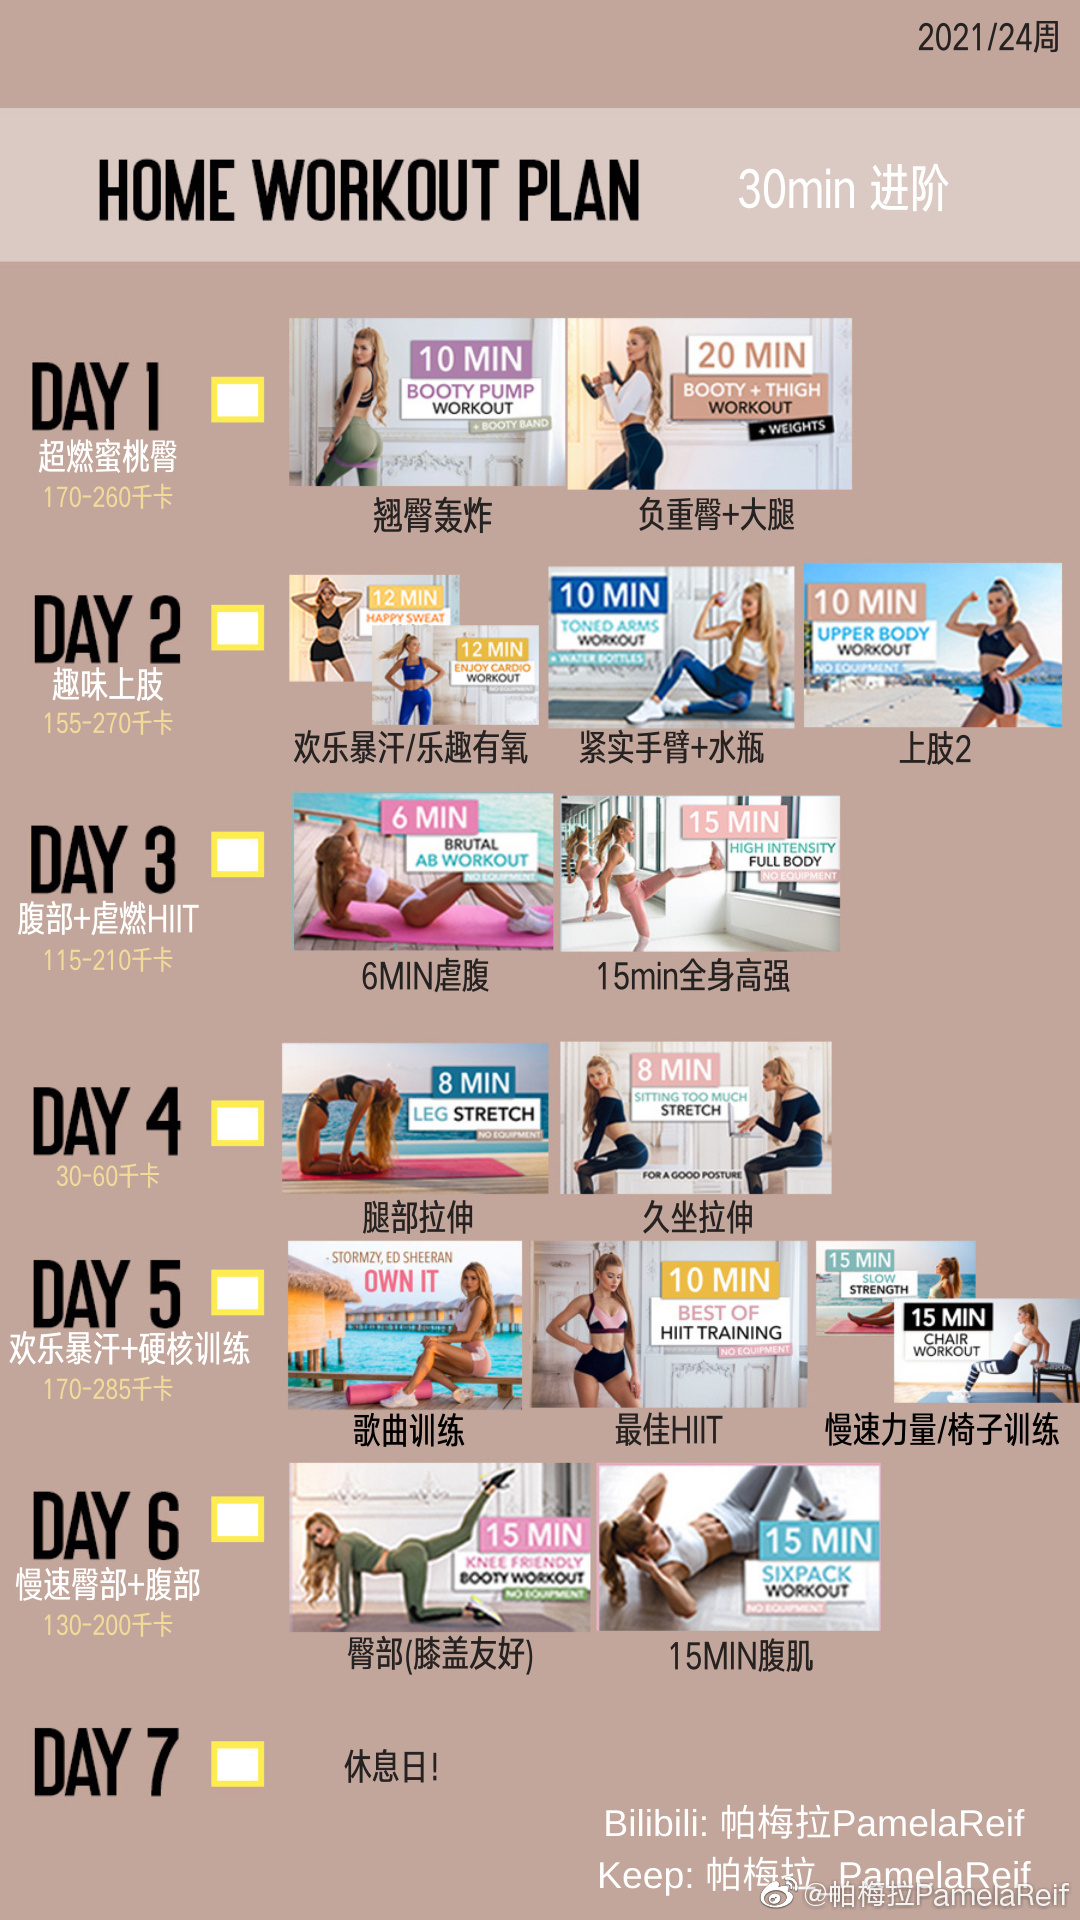 2021/24周
HOME WORKOUT PLAN
30min 进阶
DAY 1
超燃蜜桃臀
170-260千卡
10 MIN
BOOTY PUMP
WORKOUT
+ BOOTY BAND
翘臀轰炸
20 MIN
BOOTY + THIGH
WORKOUT
+ WEIGHTS
负重臀+大腿
DAY 2
趣味上肢
155-270千卡
12 MIN
HAPPY SWEAT
12 MIN
ENJOY CARDIO
WORKOUT
NO EQUIPMENT
欢乐暴汗/乐趣有氧
10 MIN
TONED ARMS
WORKOUT
+ WATER BOTTLES
紧实手臂+水瓶
10 MIN
UPPER BODY
WORKOUT
NO EQUIPMENT
上肢2
DAY 3
腹部+虐燃HIIT
115-210千卡
6 MIN
BRUTAL
AB WORKOUT
NO EQUIPMENT
6MIN虐腹
15 MIN
HIGH INTENSITY
FULL BODY
NO EQUIPMENT
15min全身高强
DAY 4
30-60千卡
8 MIN
LEG STRETCH
NO EQUIPMENT
腿部拉伸
8 MIN
SITTING TOO MUCH
STRETCH
FOR A GOOD POSTURE
久坐拉伸
DAY 5
欢乐暴汗+硬核训练
170-285千卡
- STORMZY, ED SHEERAN
OWN IT
歌曲训练
10 MIN
BEST OF
HIIT TRAINING
NO EQUIPMENT
最佳HIIT
15 MIN
SLOW
STRENGTH
15 MIN
CHAIR
WORKOUT
慢速力量/椅子训练
DAY 6
慢速臀部+腹部
130-200千卡
15 MIN
KNEE FRIENDLY
BOOTY WORKOUT
NO EQUIPMENT
臀部(膝盖友好)
15 MIN
SIXPACK
WORKOUT
NO EQUIPMENT
15MIN腹肌
DAY 7
休息日!
Bilibili: 帕梅拉PamelaReif
Keep: 帕梅拉_PamelaReif
@帕梅拉PamelaReif